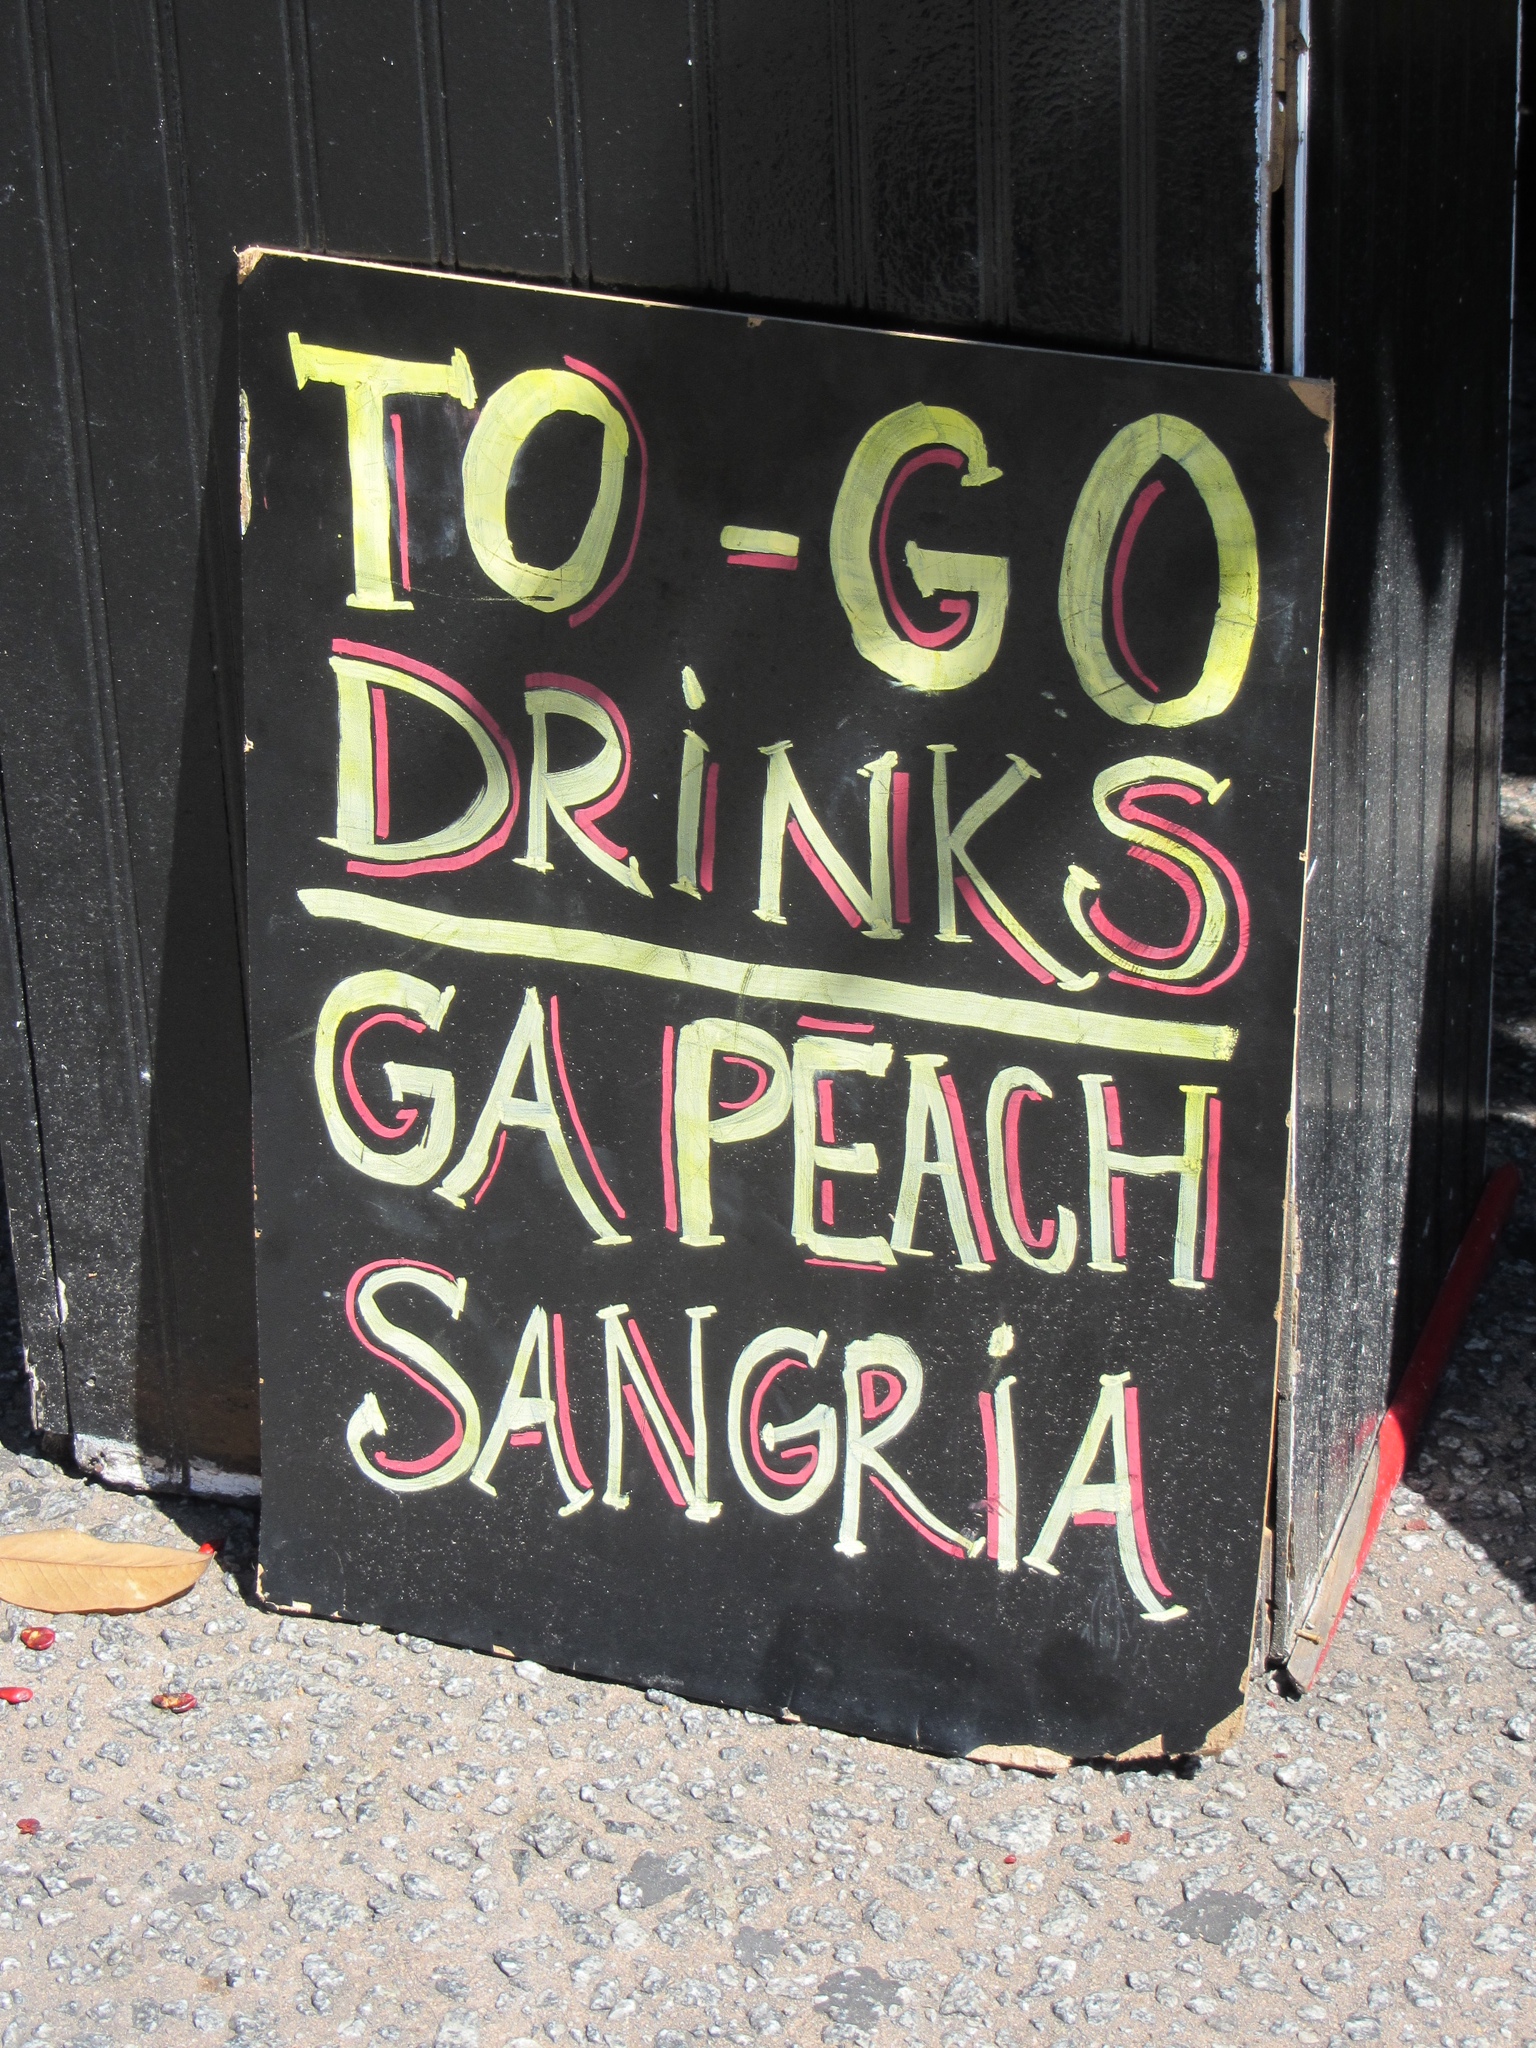 TO-GO
DRiNKS
GA PEACH
SANGRiA